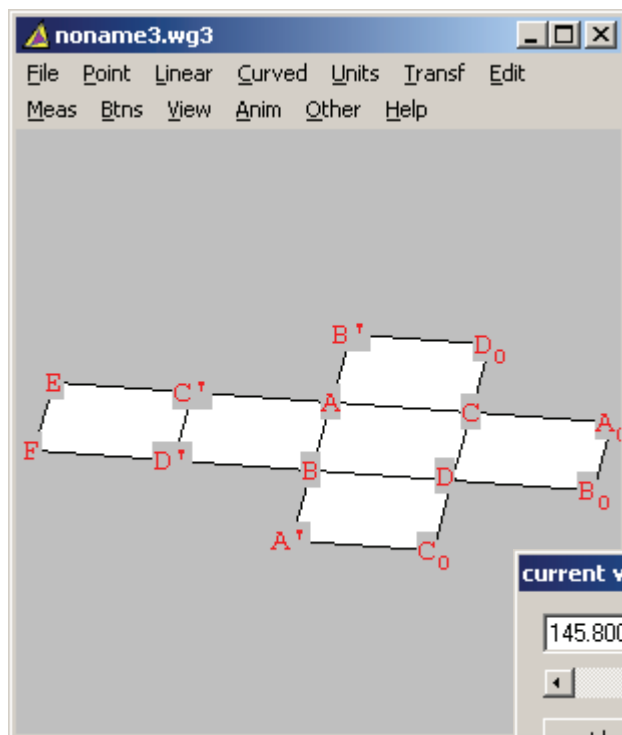 noname3.wg3
File Point Linear Curved Units Transf Edit
Meas Btns View Anim Other Help
B' D0
E C' A C A0
F D' B D B0
A' C0
current v
145.800